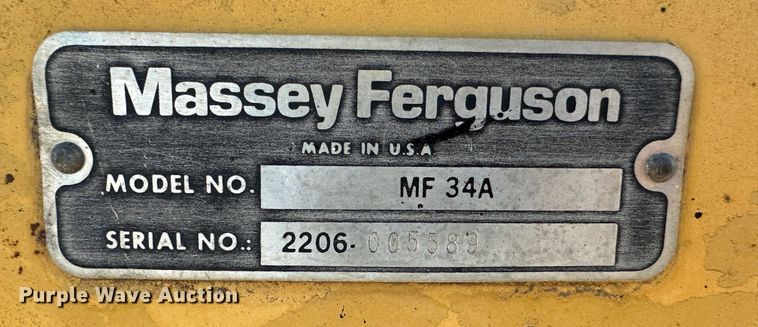 Massey Ferguson
MADE IN U.S.A.
MODEL NO. MF 34A
SERIAL NO.: 2206-005589
Purple Wave Auction